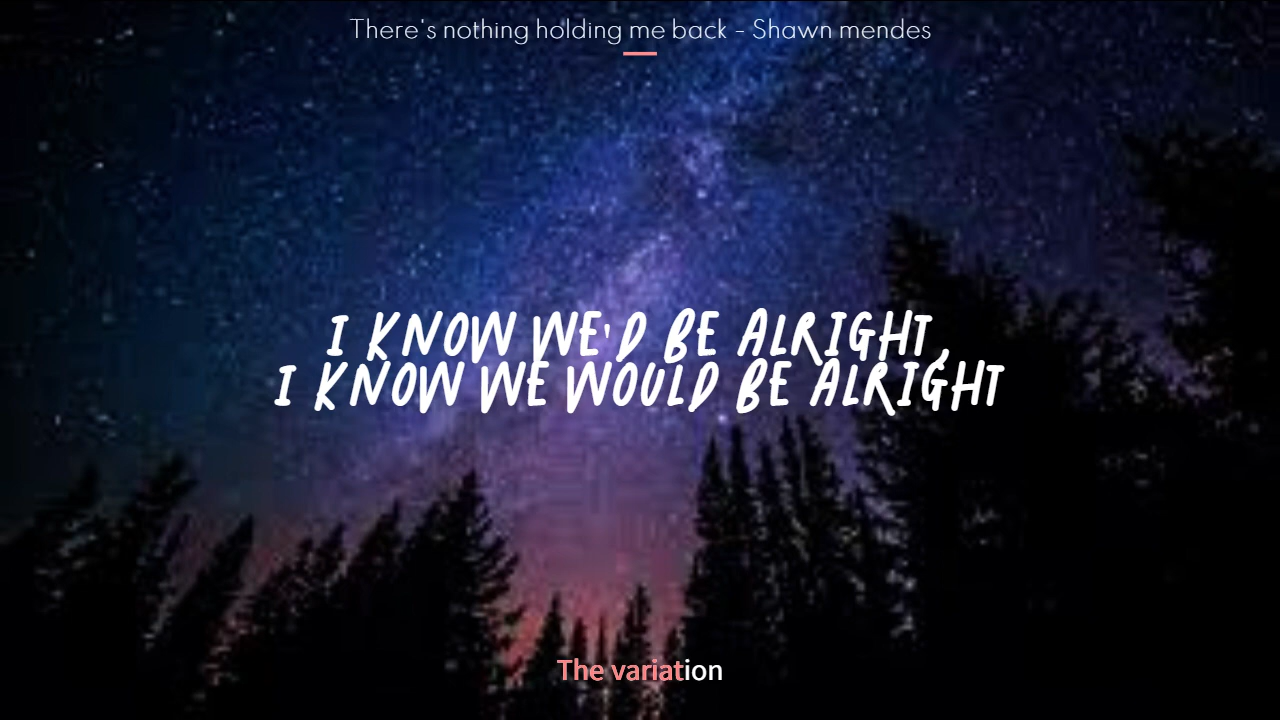 There's nothing holding me back - Shawn mendes
I KNOW WE'D BE ALRIGHT,
I KNOW WE WOULD BE ALRIGHT
The variation